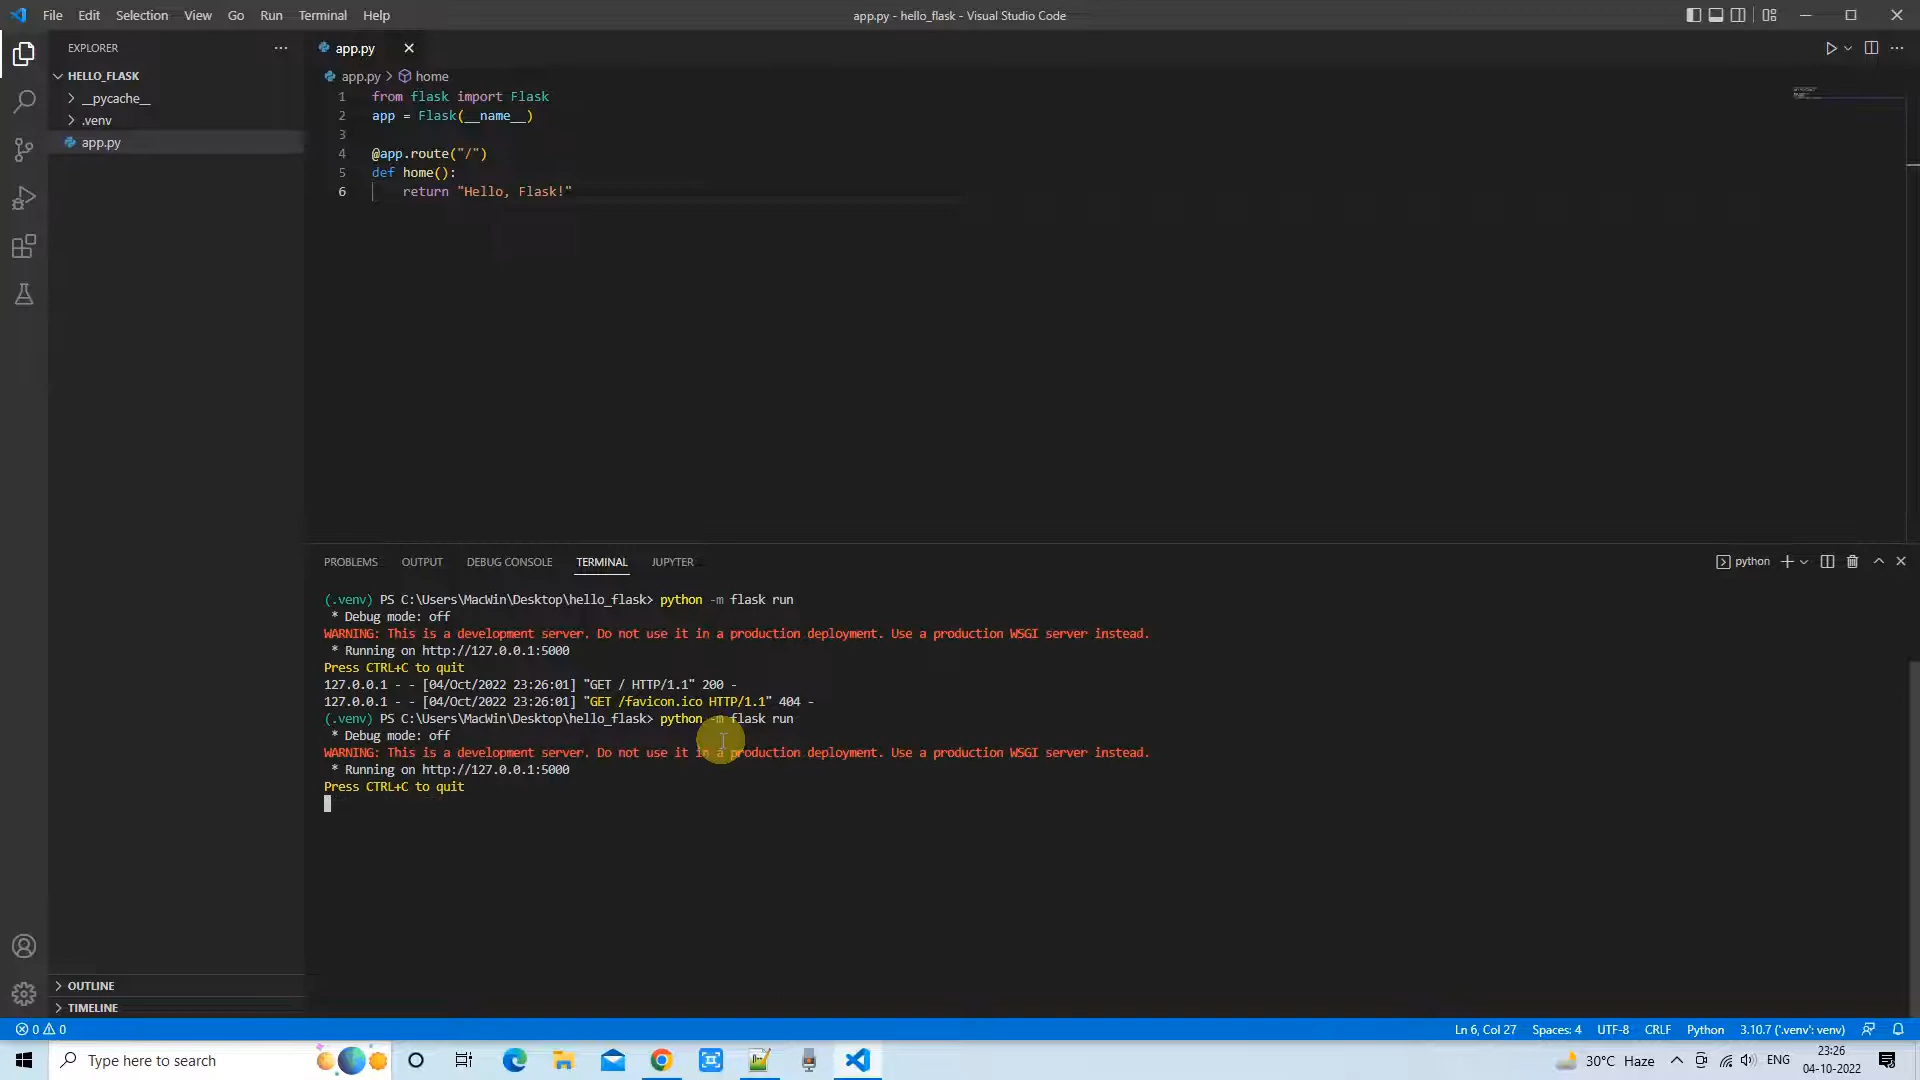 File Edit Selection View Go Run Terminal Help
app.py - hello_flask - Visual Studio Code
EXPLORER
HELLO_FLASK
__pycache__
.venv
app.py
app.py
app.py > home
1 from flask import Flask
2 app = Flask(__name__)
3
4 @app.route("/")
5 def home():
6 return "Hello, Flask!"
PROBLEMS OUTPUT DEBUG CONSOLE TERMINAL JUPYTER
python
(.venv) PS C:\Users\MacWin\Desktop\hello_flask> python -m flask run
* Debug mode: off
WARNING: This is a development server. Do not use it in a production deployment. Use a production WSGI server instead.
* Running on http://127.0.0.1:5000
Press CTRL+C to quit
127.0.0.1 - - [04/Oct/2022 23:26:01] "GET / HTTP/1.1" 200 -
127.0.0.1 - - [04/Oct/2022 23:26:01] "GET /favicon.ico HTTP/1.1" 404 -
(.venv) PS C:\Users\MacWin\Desktop\hello_flask> python -m flask run
* Debug mode: off
WARNING: This is a development server. Do not use it in a production deployment. Use a production WSGI server instead.
* Running on http://127.0.0.1:5000
Press CTRL+C to quit
OUTLINE
TIMELINE
0 0
Ln 6, Col 27 Spaces: 4 UTF-8 CRLF Python 3.10.7 ('.venv': venv)
Type here to search
30°C Haze
ENG
23:26
04-10-2022